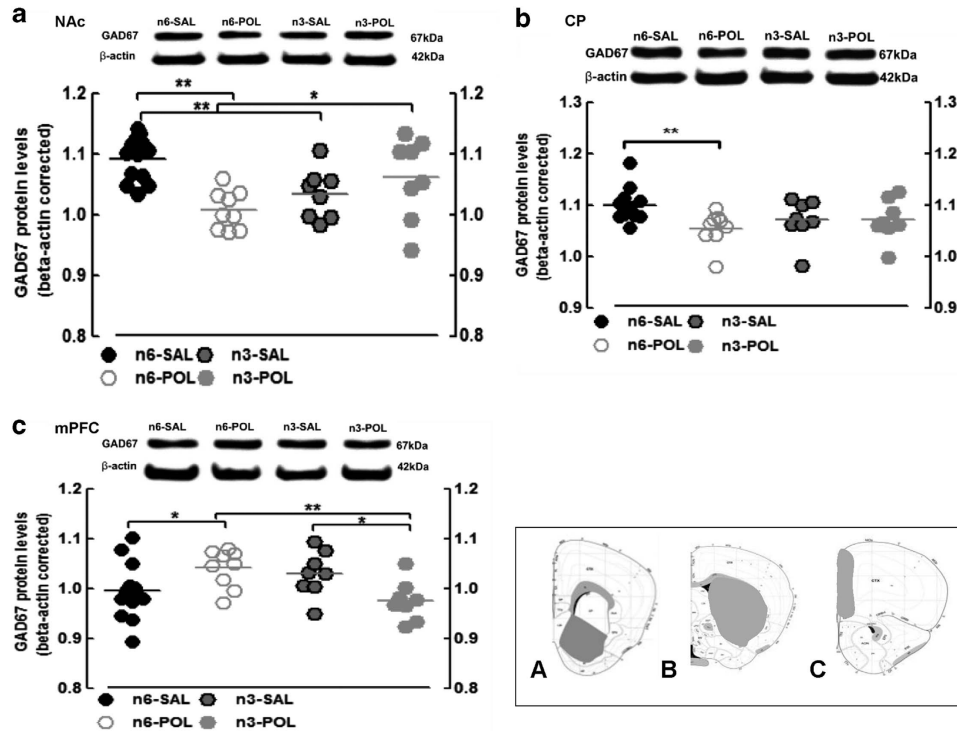 a NAc
n6-SAL n6-POL n3-SAL n3-POL
GAD67 67kDa
β-actin 42kDa
1.2 1.2
1.1 1.1
1.0 1.0
0.9 0.9
0.8 0.8
GAD67 protein levels
(beta-actin corrected)
** *
**
n6-SAL n3-SAL
n6-POL n3-POL
b CP
n6-SAL n6-POL n3-SAL n3-POL
GAD67 67kDa
β-actin 42kDa
1.3 1.3
1.2 1.2
1.1 1.1
1.0 1.0
0.9 0.9
GAD67 protein levels
(beta-actin corrected)
**
n6-SAL n3-SAL
n6-POL n3-POL
c mPFC
n6-SAL n6-POL n3-SAL n3-POL
GAD67 67kDa
β-actin 42kDa
1.2 1.2
1.1 1.1
1.0 1.0
0.9 0.9
0.8 0.8
GAD67 protein levels
(beta-actin corrected)
* **
*
n6-SAL n3-SAL
n6-POL n3-POL
CTX
A B C